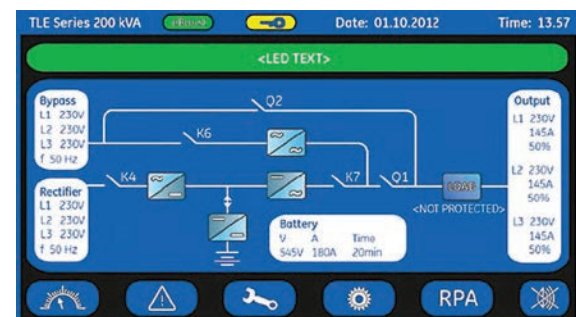 TLE Series 200 kVA
eBoost
Date: 01.10.2012
Time: 13.57
<LED TEXT>
Bypass
L1 230V
L2 230V
L3 230V
f 50 Hz
Q2
K6
Rectifier
L1 230V
L2 230V
L3 230V
f 50 Hz
K4
K7
Q1
LOAD
<NOT PROTECTED>
Battery
V A Time
545V 180A 20min
Output
L1 230V
145A
50%
L2 230V
145A
50%
L3 230V
145A
50%
RPA